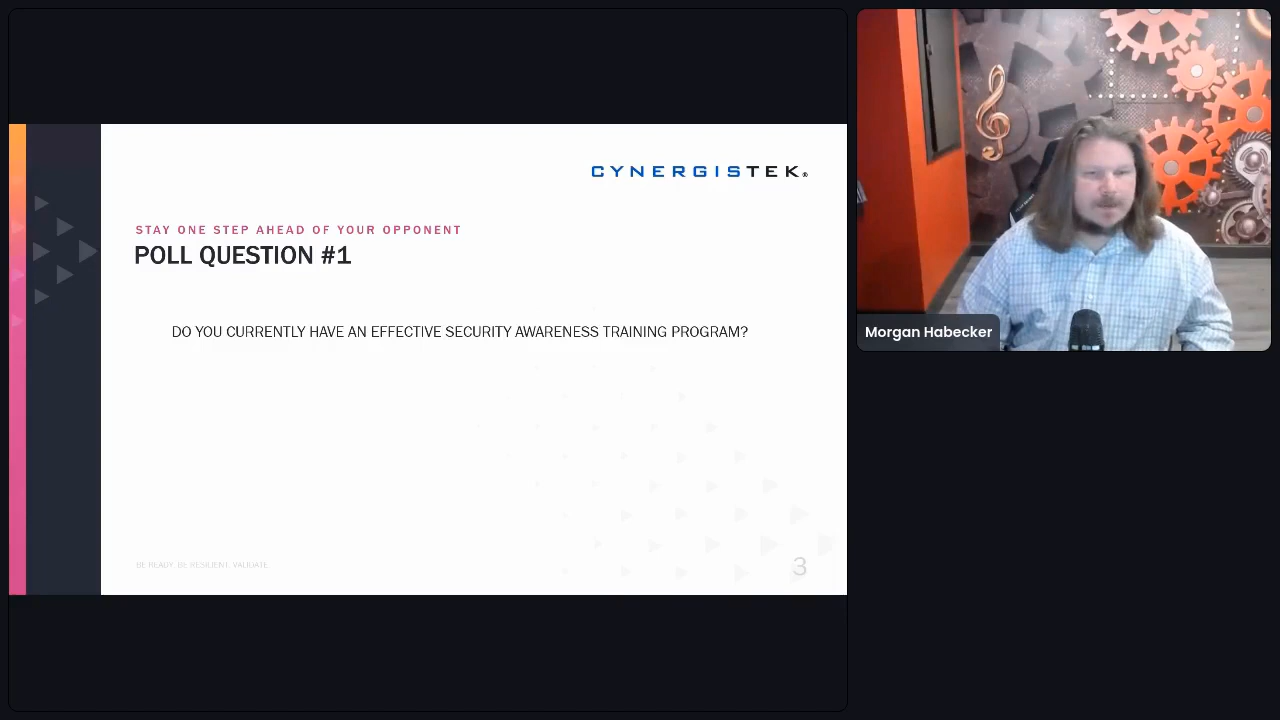 CYNERGISTEK®
STAY ONE STEP AHEAD OF YOUR OPPONENT
POLL QUESTION #1
DO YOU CURRENTLY HAVE AN EFFECTIVE SECURITY AWARENESS TRAINING PROGRAM?
BE READY. BE RESILIENT. VALIDATE.
3
Morgan Habecker